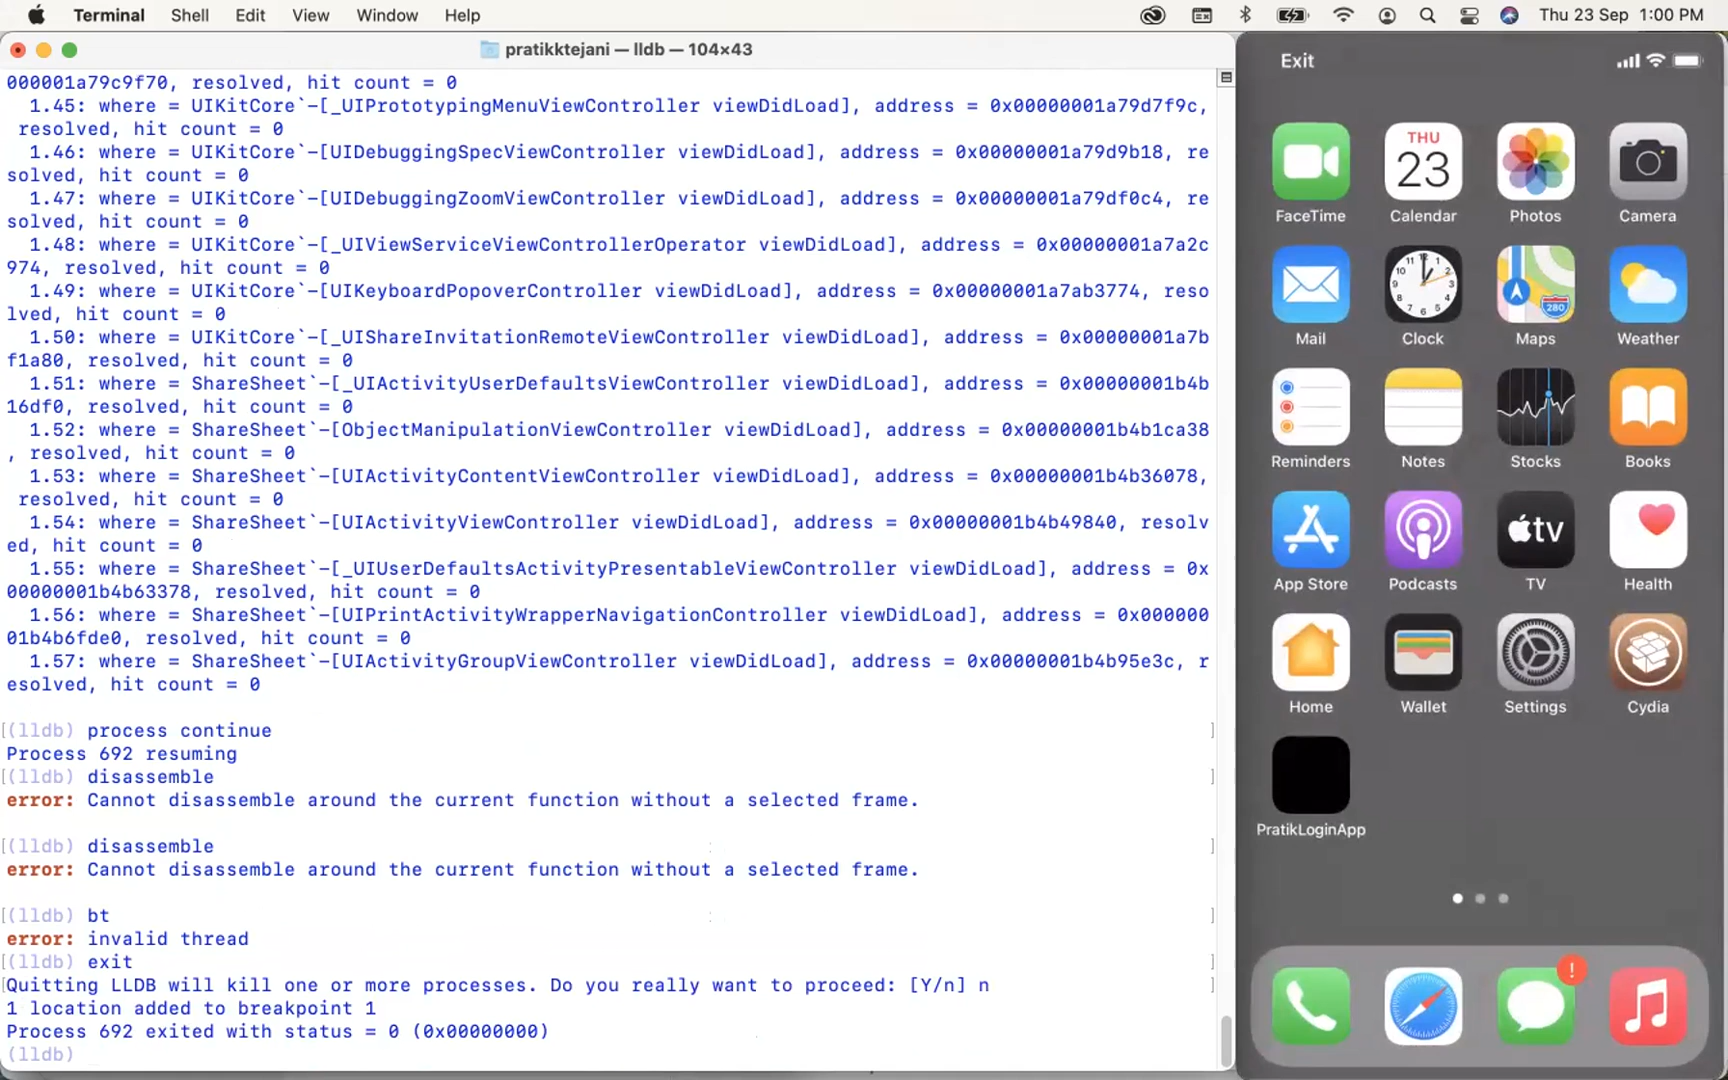 Terminal Shell Edit View Window Help Thu 23 Sep 1:00 PM
pratikktejani — lldb — 104×43
000001a79c9f70, resolved, hit count = 0
1.45: where = UIKitCore`-[_UIPrototypingMenuViewController viewDidLoad], address = 0x00000001a79d7f9c,
resolved, hit count = 0
1.46: where = UIKitCore`-[UIDebuggingSpecViewController viewDidLoad], address = 0x00000001a79d9b18, re
solved, hit count = 0
1.47: where = UIKitCore`-[UIDebuggingZoomViewController viewDidLoad], address = 0x00000001a79df0c4, re
solved, hit count = 0
1.48: where = UIKitCore`-[_UIViewServiceViewControllerOperator viewDidLoad], address = 0x00000001a7a2c
974, resolved, hit count = 0
1.49: where = UIKitCore`-[UIKeyboardPopoverController viewDidLoad], address = 0x00000001a7ab3774, reso
lved, hit count = 0
1.50: where = UIKitCore`-[_UIShareInvitationRemoteViewController viewDidLoad], address = 0x00000001a7b
f1a80, resolved, hit count = 0
1.51: where = ShareSheet`-[_UIActivityUserDefaultsViewController viewDidLoad], address = 0x00000001b4b
16df0, resolved, hit count = 0
1.52: where = ShareSheet`-[ObjectManipulationViewController viewDidLoad], address = 0x00000001b4b1ca38
, resolved, hit count = 0
1.53: where = ShareSheet`-[UIActivityContentViewController viewDidLoad], address = 0x00000001b4b36078,
resolved, hit count = 0
1.54: where = ShareSheet`-[UIActivityViewController viewDidLoad], address = 0x00000001b4b49840, resolv
ed, hit count = 0
1.55: where = ShareSheet`-[_UIUserDefaultsActivityPresentableViewController viewDidLoad], address = 0x
00000001b4b63378, resolved, hit count = 0
1.56: where = ShareSheet`-[UIPrintActivityWrapperNavigationController viewDidLoad], address = 0x000000
01b4b6fde0, resolved, hit count = 0
1.57: where = ShareSheet`-[UIActivityGroupViewController viewDidLoad], address = 0x00000001b4b95e3c, r
esolved, hit count = 0
[(lldb) process continue ]
Process 692 resuming
[(lldb) disassemble ]
error: Cannot disassemble around the current function without a selected frame.
[(lldb) disassemble ]
error: Cannot disassemble around the current function without a selected frame.
[(lldb) bt ]
error: invalid thread
[(lldb) exit ]
[Quitting LLDB will kill one or more processes. Do you really want to proceed: [Y/n] n ]
1 location added to breakpoint 1
Process 692 exited with status = 0 (0x00000000)
(lldb)
Exit
THU
23
FaceTime Calendar Photos Camera
11 12 1
10 2
9 3
8 4
7 6 5
280
Mail Clock Maps Weather
Reminders Notes Stocks Books
tv
App Store Podcasts TV Health
Home Wallet Settings Cydia
PratikLoginApp
!